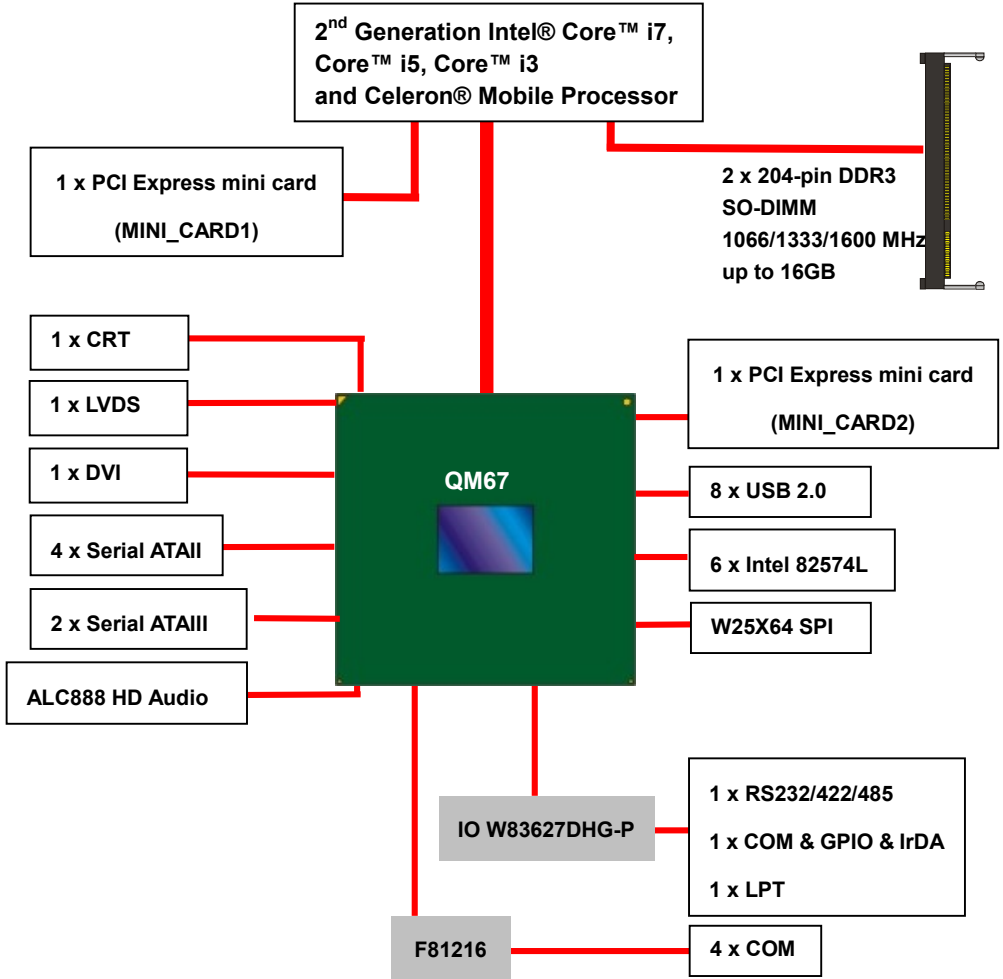 2nd Generation Intel® Core™ i7,
Core™ i5, Core™ i3
and Celeron® Mobile Processor
1 x PCI Express mini card
(MINI_CARD1)
2 x 204-pin DDR3
SO-DIMM
1066/1333/1600 MHz
up to 16GB
1 x CRT
1 x LVDS
1 x DVI
4 x Serial ATAII
2 x Serial ATAIII
ALC888 HD Audio
QM67
1 x PCI Express mini card
(MINI_CARD2)
8 x USB 2.0
6 x Intel 82574L
W25X64 SPI
IO W83627DHG-P
1 x RS232/422/485
1 x COM & GPIO & IrDA
1 x LPT
F81216
4 x COM